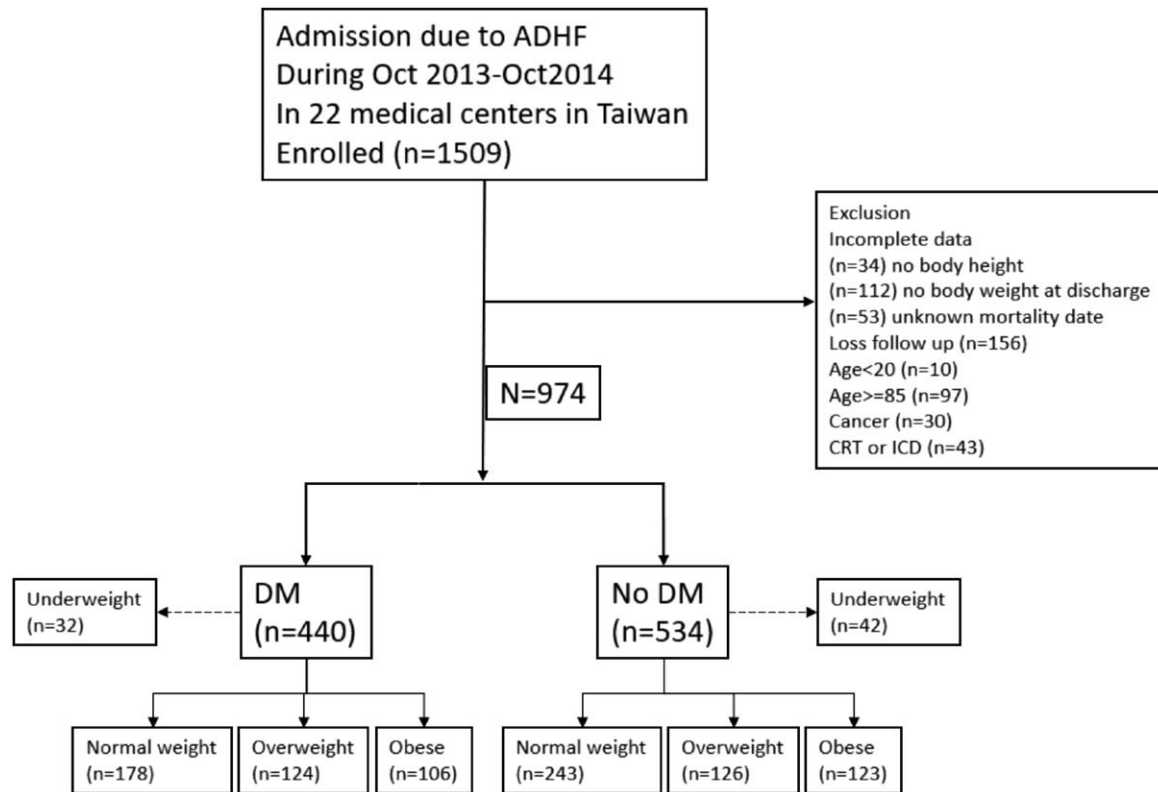 Admission due to ADHF
During Oct 2013-Oct2014
In 22 medical centers in Taiwan
Enrolled (n=1509)
Exclusion
Incomplete data
(n=34) no body height
(n=112) no body weight at discharge
(n=53) unknown mortality date
Loss follow up (n=156)
Age<20 (n=10)
Age>=85 (n=97)
Cancer (n=30)
CRT or ICD (n=43)
N=974
Underweight
(n=32)
DM
(n=440)
No DM
(n=534)
Underweight
(n=42)
Normal weight
(n=178)
Overweight
(n=124)
Obese
(n=106)
Normal weight
(n=243)
Overweight
(n=126)
Obese
(n=123)